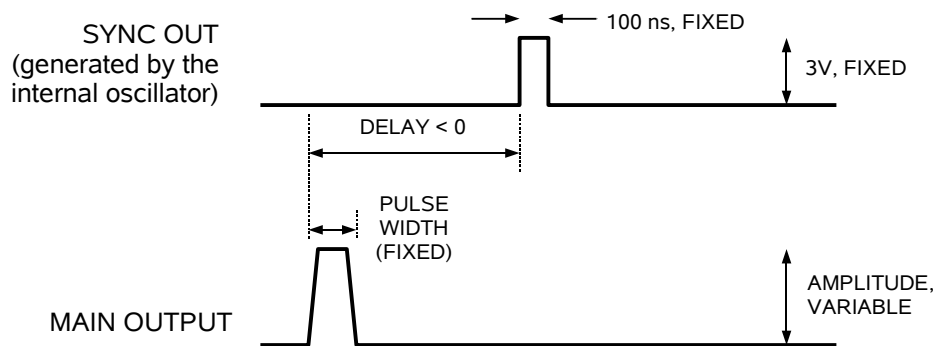 SYNC OUT
(generated by the
internal oscillator)
100 ns, FIXED
3V, FIXED
DELAY < 0
PULSE
WIDTH
(FIXED)
AMPLITUDE,
VARIABLE
MAIN OUTPUT